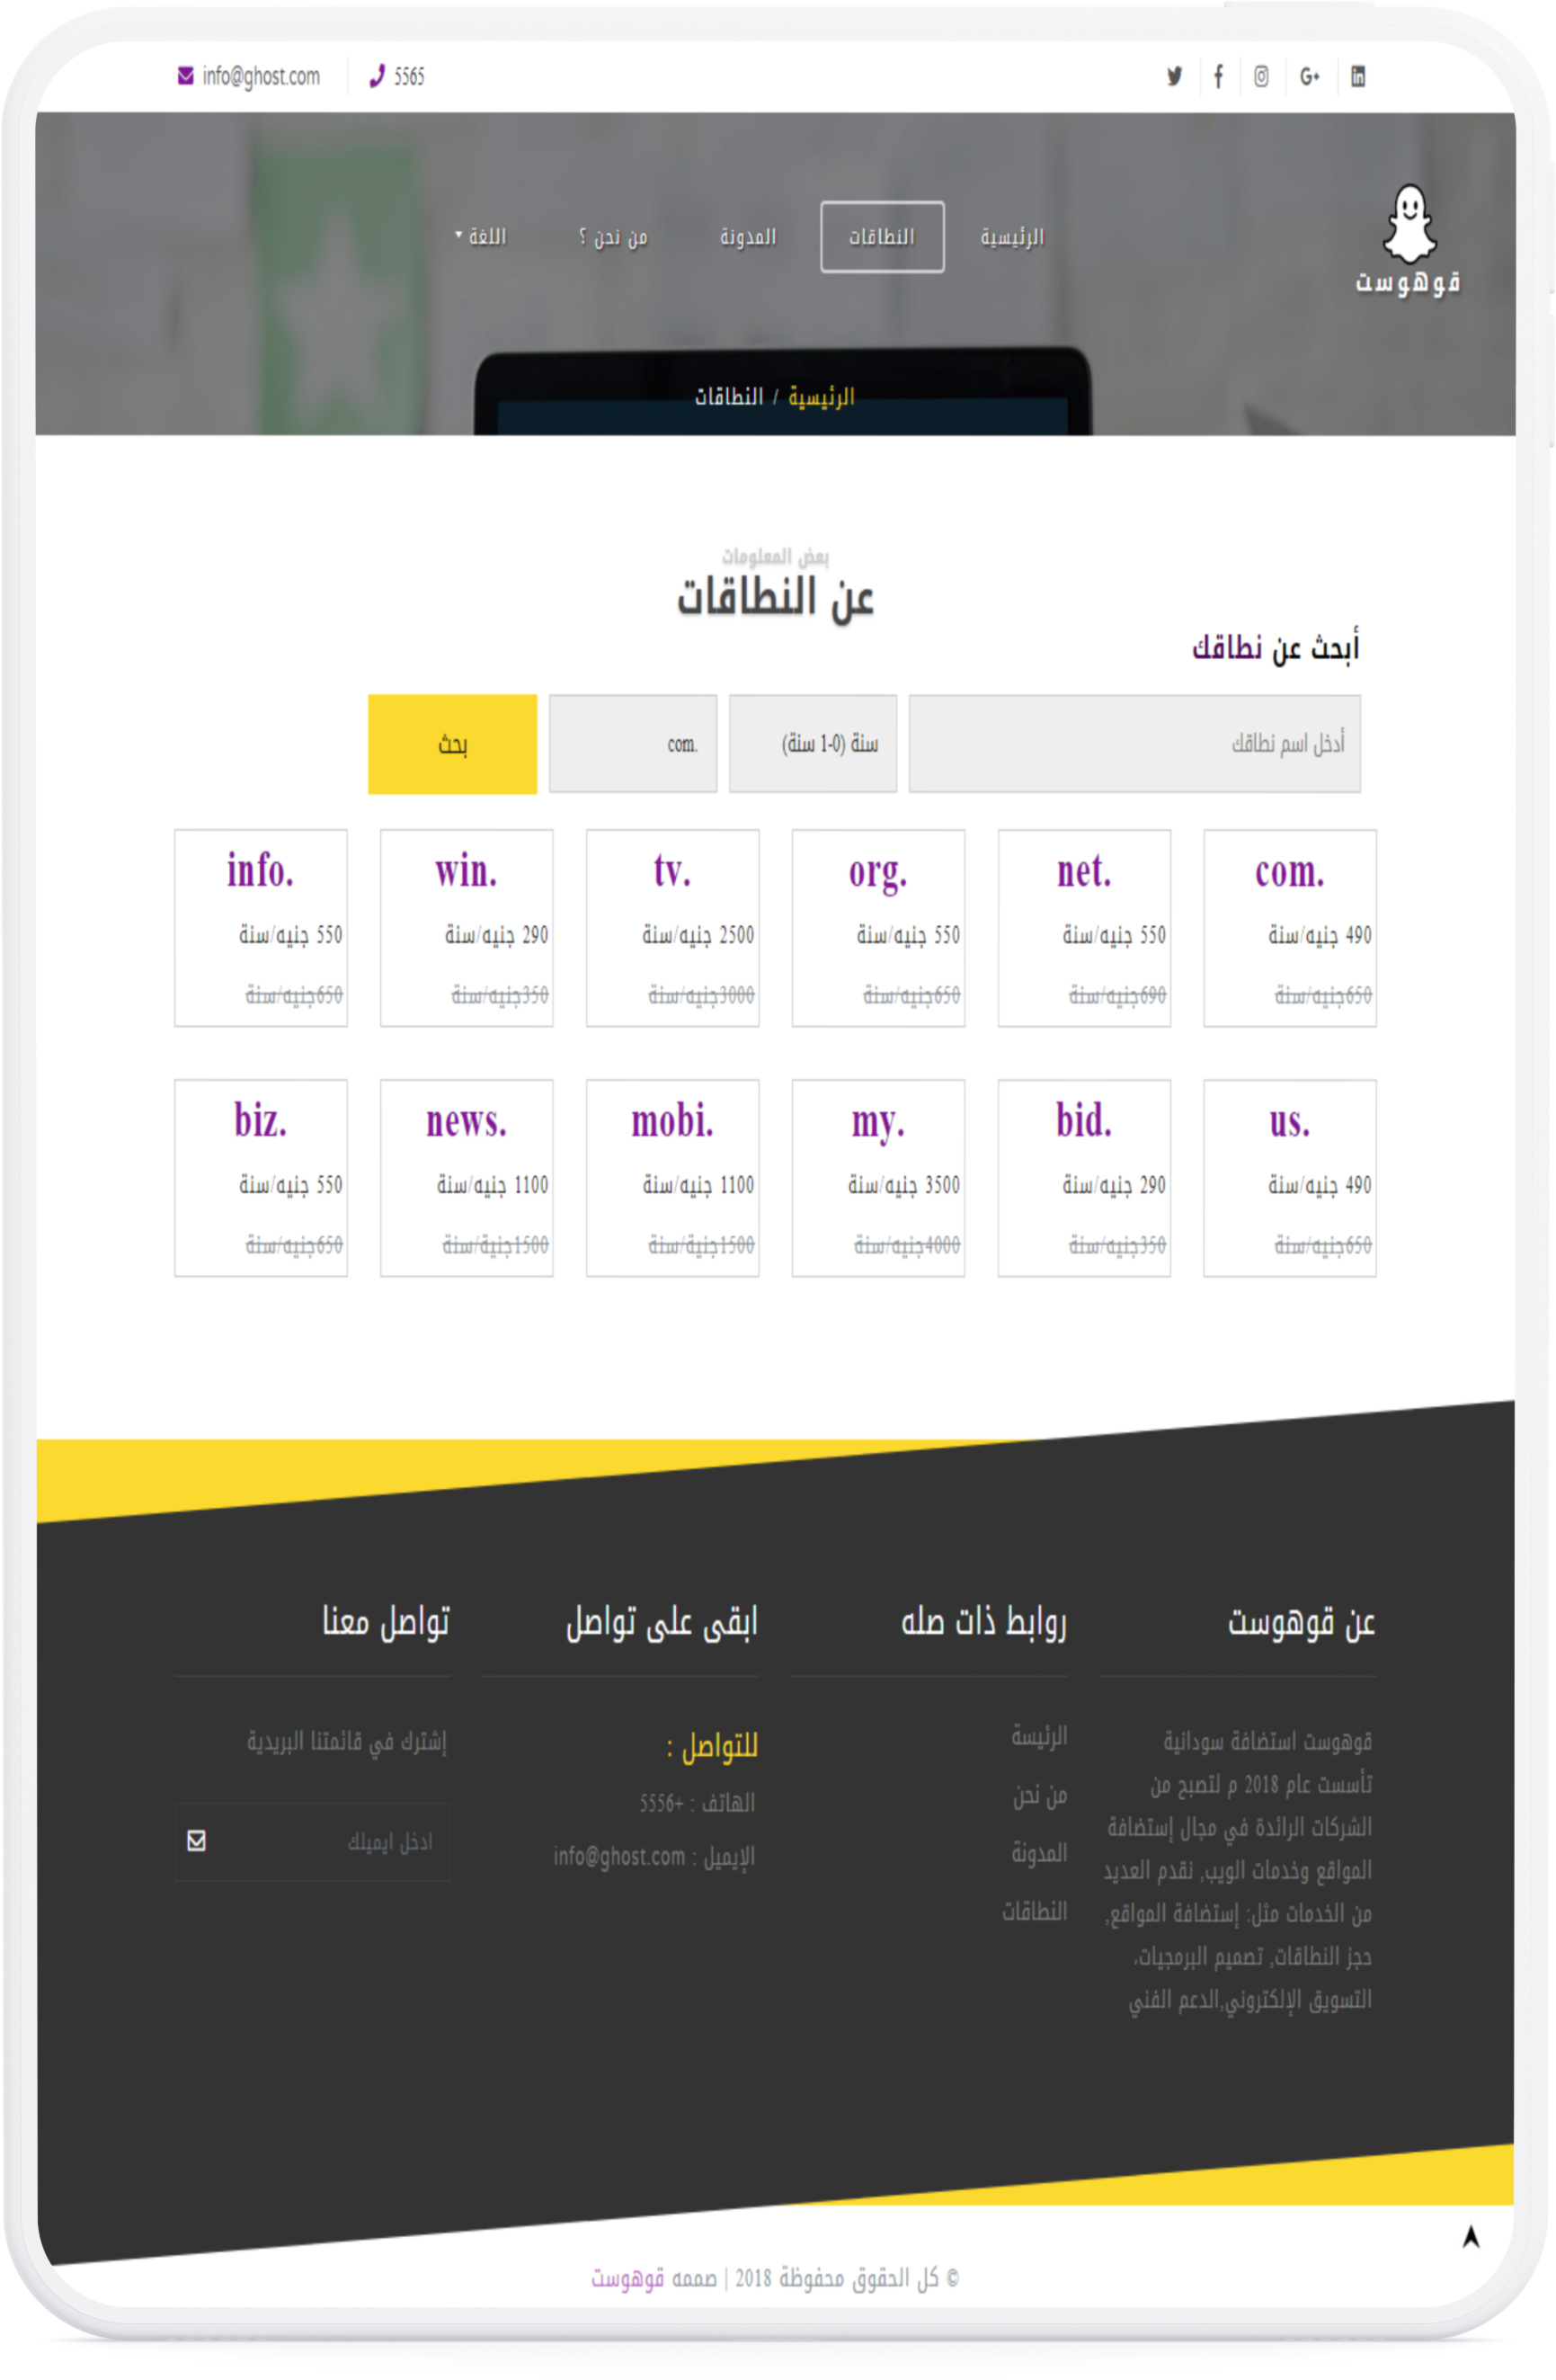 info@ghost.com
5565
قوهوست
الرئيسية
النطاقات
المدونة
من نحن ؟
اللغة
الرئيسية / النطاقات
بعض المعلومات
عن النطاقات
أبحث عن نطاقك
أدخل اسم نطاقك
سنة (0-1 سنة)
com.
بحث
com.
490 جنيه/سنة
650جنيه/سنة
net.
550 جنيه/سنة
690جنيه/سنة
org.
550 جنيه/سنة
650جنيه/سنة
tv.
2500 جنيه/سنة
3000جنيه/سنة
win.
290 جنيه/سنة
350جنيه/سنة
info.
550 جنيه/سنة
650جنيه/سنة
us.
490 جنيه/سنة
650جنيه/سنة
bid.
290 جنيه/سنة
350جنيه/سنة
my.
3500 جنيه/سنة
4000جنيه/سنة
mobi.
1100 جنيه/سنة
1500جنية/سنة
news.
1100 جنيه/سنة
1500جنية/سنة
biz.
550 جنيه/سنة
650جنيه/سنة
عن قوهوست
قوهوست استضافة سودانية
تأسست عام 2018 م لتصبح من
الشركات الرائدة في مجال إستضافة
المواقع وخدمات الويب, نقدم العديد
من الخدمات مثل: إستضافة المواقع,
حجز النطاقات, تصميم البرمجيات،
التسويق الإلكتروني,الدعم الفني
روابط ذات صله
الرئيسة
من نحن
المدونة
النطاقات
ابقى على تواصل
للتواصل :
الهاتف : +5556
الإيميل : info@ghost.com
تواصل معنا
إشترك في قائمتنا البريدية
ادخل ايميلك
© كل الحقوق محفوظة 2018 | صممه قوهوست